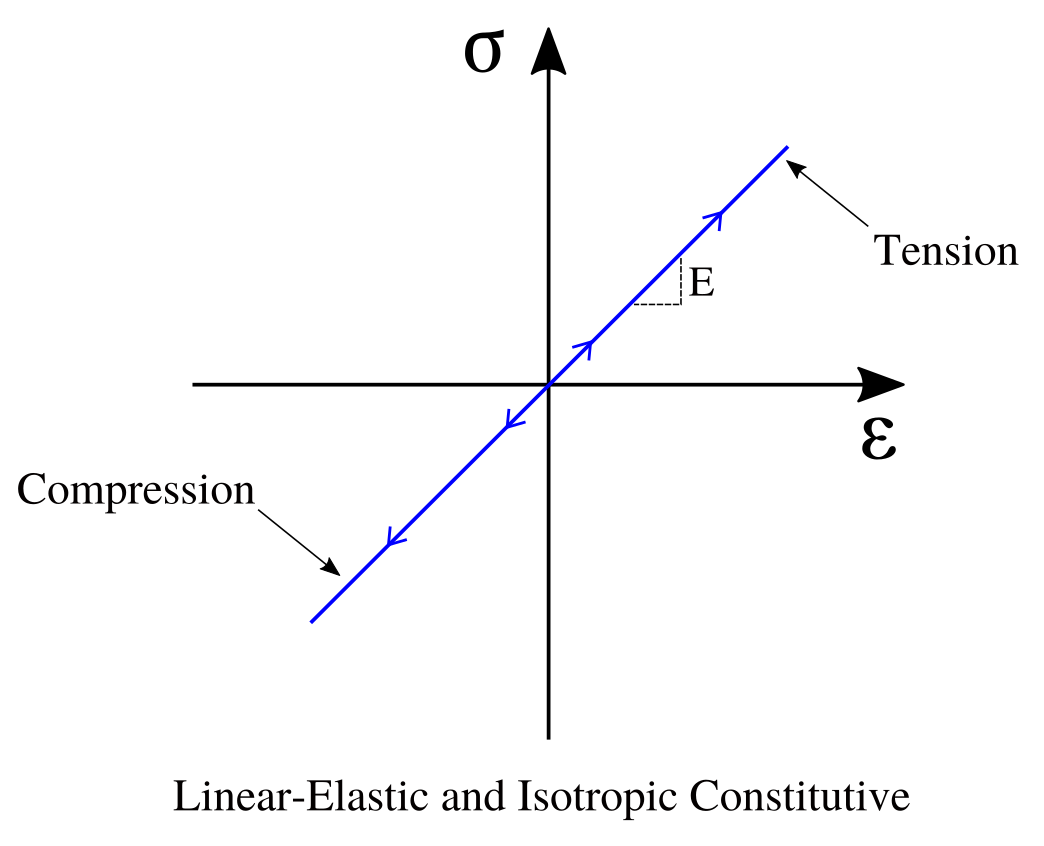 σ
Tension
E
ε
Compression
Linear-Elastic and Isotropic Constitutive